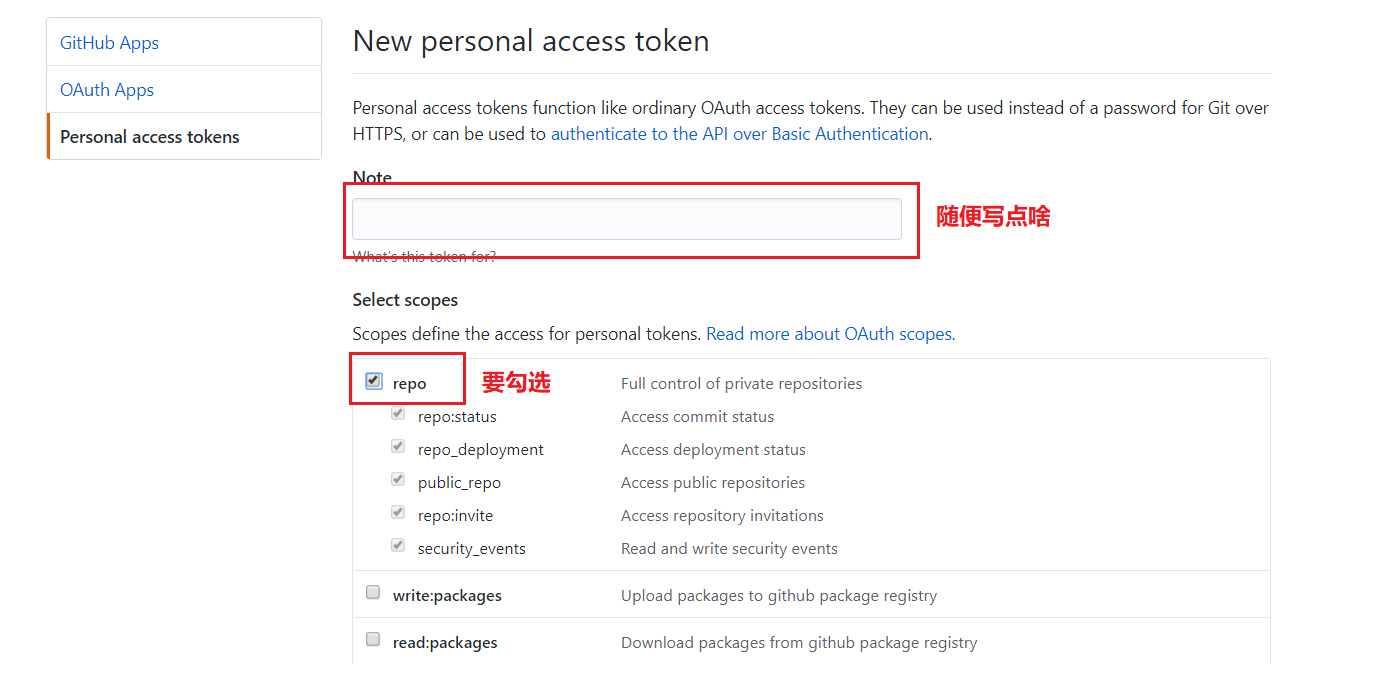 GitHub Apps
OAuth Apps
Personal access tokens
New personal access token
Personal access tokens function like ordinary OAuth access tokens. They can be used instead of a password for Git over
HTTPS, or can be used to authenticate to the API over Basic Authentication.
Note
随便写点啥
What's this token for?
Select scopes
Scopes define the access for personal tokens. Read more about OAuth scopes.
repo 要勾选 Full control of private repositories
repo:status Access commit status
repo_deployment Access deployment status
public_repo Access public repositories
repo:invite Access repository invitations
security_events Read and write security events
write:packages Upload packages to github package registry
read:packages Download packages from github package registry